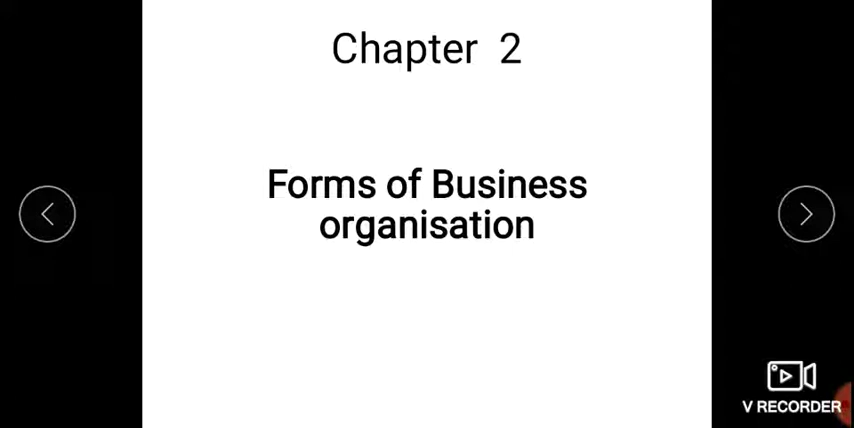 Chapter 2
Forms of Business
organisation
V RECORDER